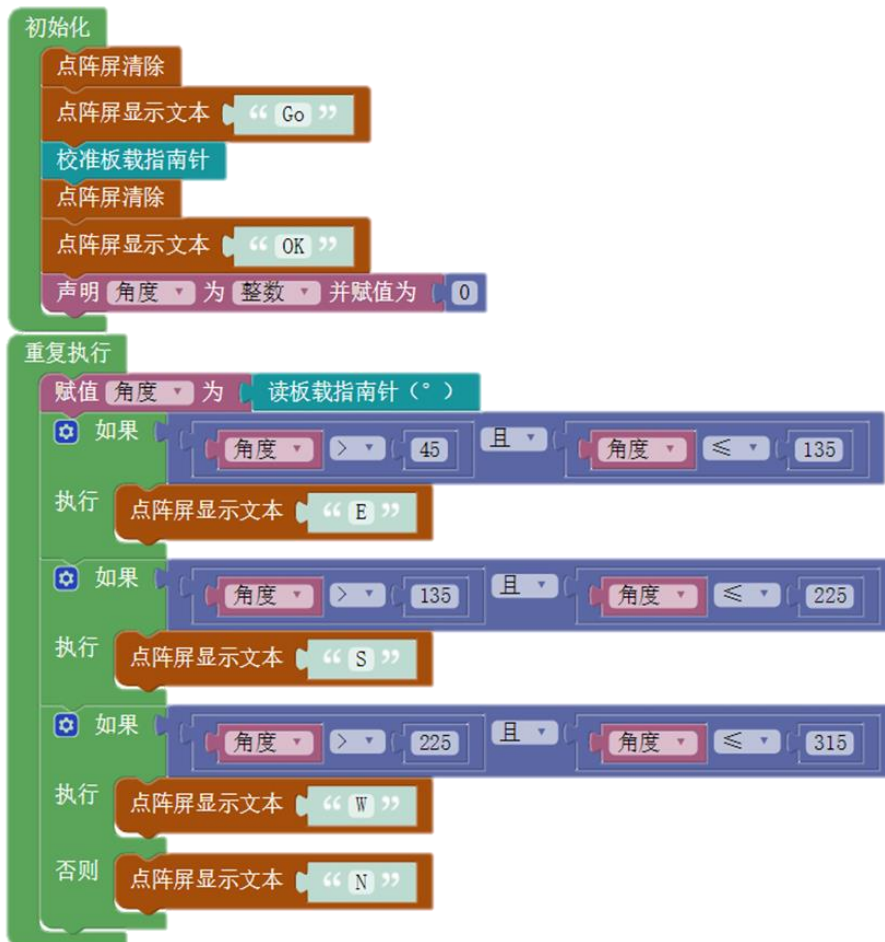 初始化
点阵屏清除
点阵屏显示文本 “ Go ”
校准板载指南针
点阵屏清除
点阵屏显示文本 “ OK ”
声明 角度 为 整数 并赋值为 0
重复执行
赋值 角度 为 读板载指南针（°）
如果 角度 > 45 且 角度 ≤ 135
执行 点阵屏显示文本 “ E ”
如果 角度 > 135 且 角度 ≤ 225
执行 点阵屏显示文本 “ S ”
如果 角度 > 225 且 角度 ≤ 315
执行 点阵屏显示文本 “ W ”
否则 点阵屏显示文本 “ N ”